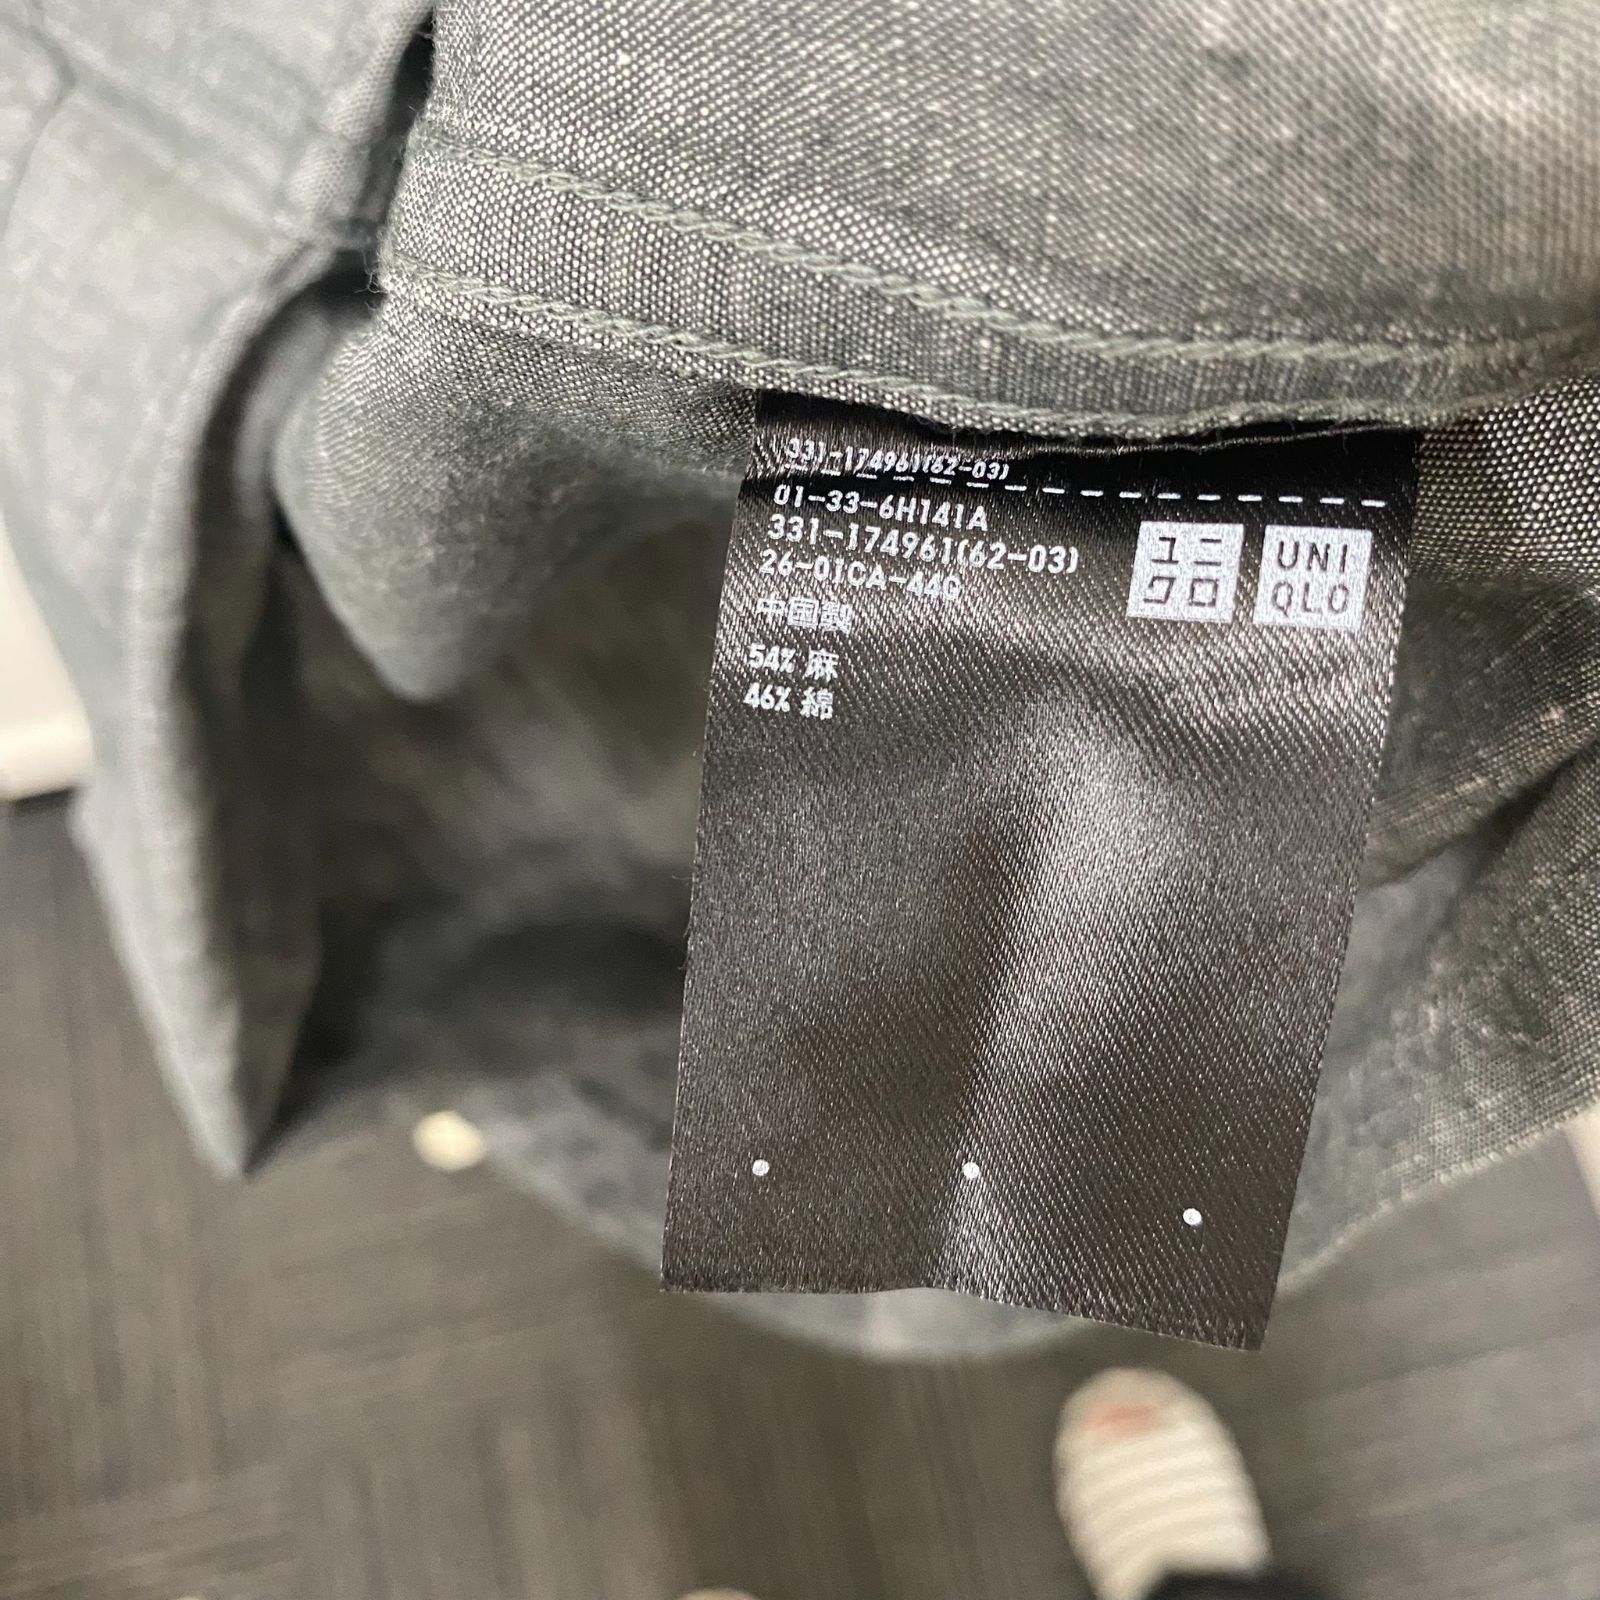 331-174961(62-03)
01-33-6H141A
331-174961(62-03)
26-01CA-44G
中国製
54% 麻
46% 綿
ユニ
クロ
UNI
QLO